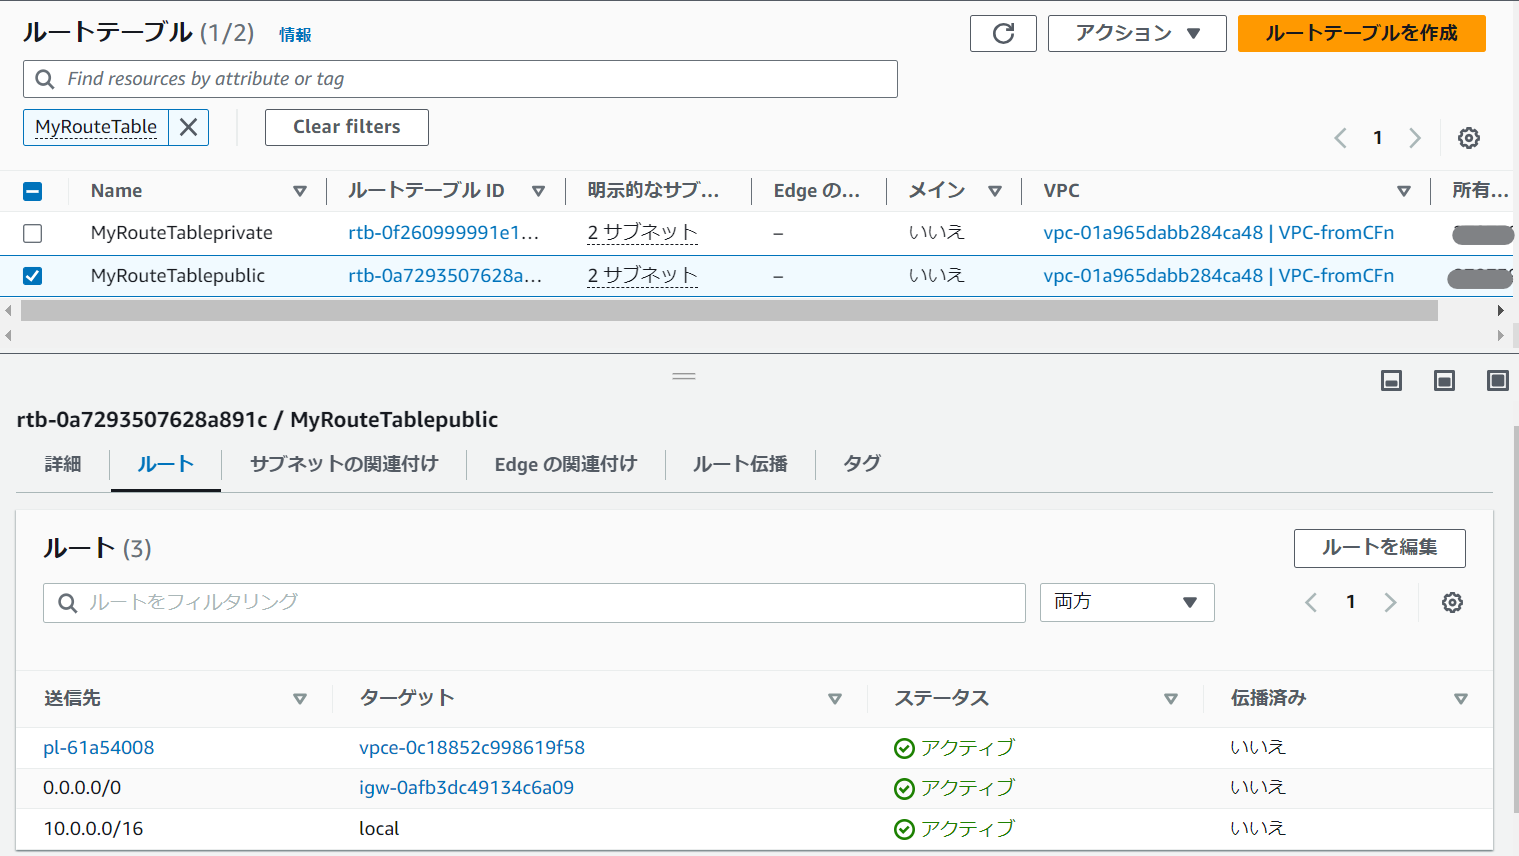 ルートテーブル (1/2) 情報 アクション ルートテーブルを作成
Find resources by attribute or tag
MyRouteTable Clear filters 1
Name ルートテーブル ID 明示的なサブ... Edge の... メイン VPC 所有...
MyRouteTableprivate rtb-0f260999991e1... 2 サブネット – いいえ vpc-01a965dabb284ca48 | VPC-fromCFn
MyRouteTablepublic rtb-0a7293507628a... 2 サブネット – いいえ vpc-01a965dabb284ca48 | VPC-fromCFn
rtb-0a7293507628a891c / MyRouteTablepublic
詳細 ルート サブネットの関連付け Edge の関連付け ルート伝播 タグ
ルート (3) ルートを編集
ルートをフィルタリング 両方 1
送信先 ターゲット ステータス 伝播済み
pl-61a54008 vpce-0c18852c998619f58 アクティブ いいえ
0.0.0.0/0 igw-0afb3dc49134c6a09 アクティブ いいえ
10.0.0.0/16 local アクティブ いいえ